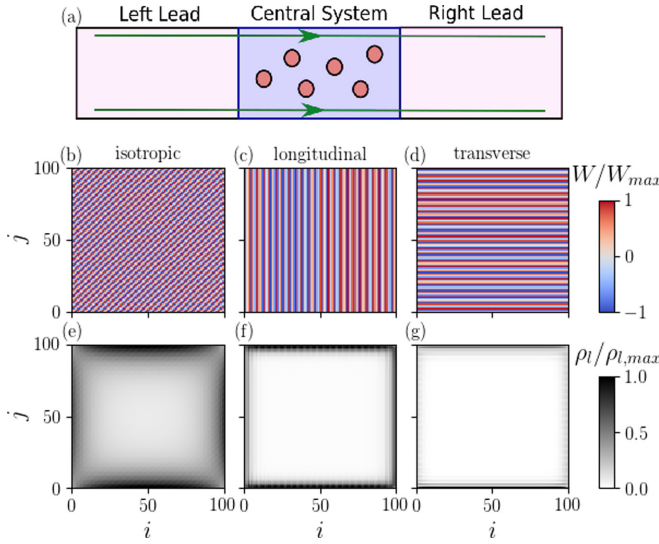 (a) Left Lead Central System Right Lead
(b) isotropic (c) longitudinal (d) transverse W/W_max
100
j
50
0
1
0
−1
(e) (f) (g) ρ_l/ρ_l,max
100
j
50
0
1.0
0.5
0.0
0 50 100 0 50 100 0 50 100
i i i